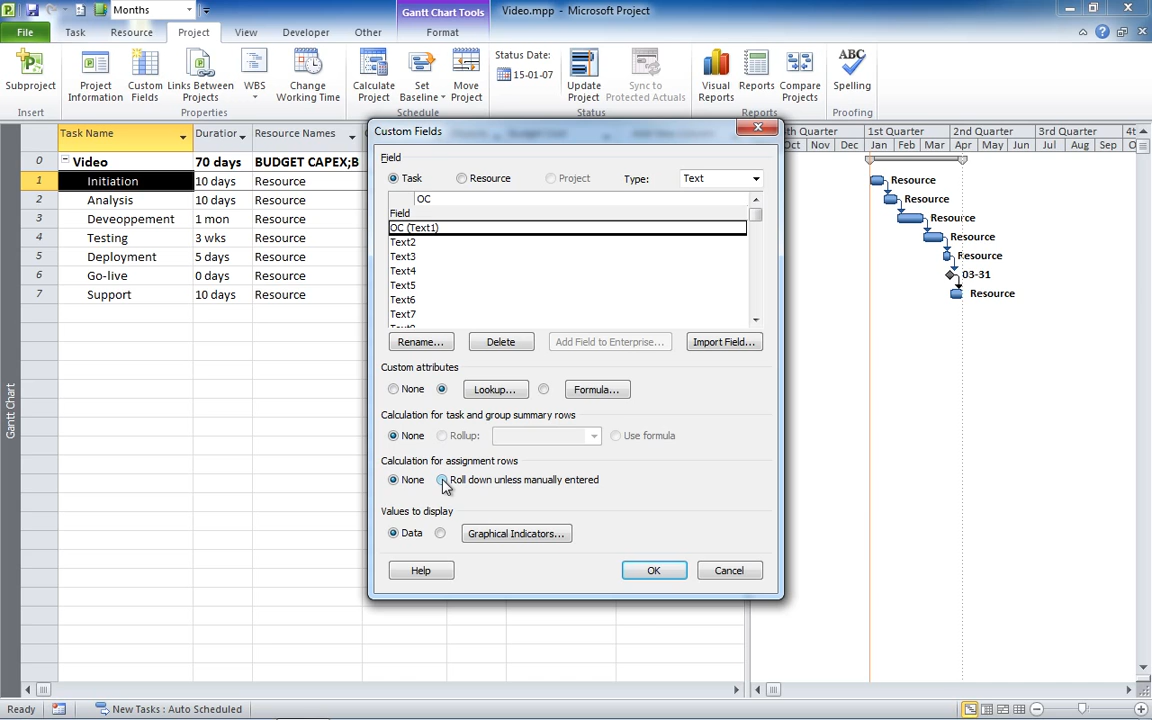 Months
Gantt Chart Tools
Video.mpp - Microsoft Project
File Task Resource Project View Developer Other Format
Subproject
Insert
Project Information
Custom Fields
Links Between Projects
WBS
Change Working Time
Properties
Calculate Project
Set Baseline
Move Project
Schedule
Status Date:
15-01-07
Update Project
Sync to Protected Actuals
Status
Visual Reports
Reports
Compare Projects
Reports
ABC
Spelling
Proofing
Task Name Duration Resource Names
0 Video 70 days BUDGET CAPEX;B
1 Initiation 10 days Resource
2 Analysis 10 days Resource
3 Deveoppement 1 mon Resource
4 Testing 3 wks Resource
5 Deployment 5 days Resource
6 Go-live 0 days Resource
7 Support 10 days Resource
Gantt Chart
Custom Fields
Field
Task Resource Project Type: Text
OC
Field
OC (Text1)
Text2
Text3
Text4
Text5
Text6
Text7
Rename... Delete Add Field to Enterprise... Import Field...
Custom attributes
None Lookup... Formula...
Calculation for task and group summary rows
None Rollup: Use formula
Calculation for assignment rows
None Roll down unless manually entered
Values to display
Data Graphical Indicators...
Help OK Cancel
4th Quarter 1st Quarter 2nd Quarter 3rd Quarter 4t
Oct Nov Dec Jan Feb Mar Apr May Jun Jul Aug Sep O
Resource
Resource
Resource
Resource
Resource
03-31
Resource
Ready New Tasks : Auto Scheduled